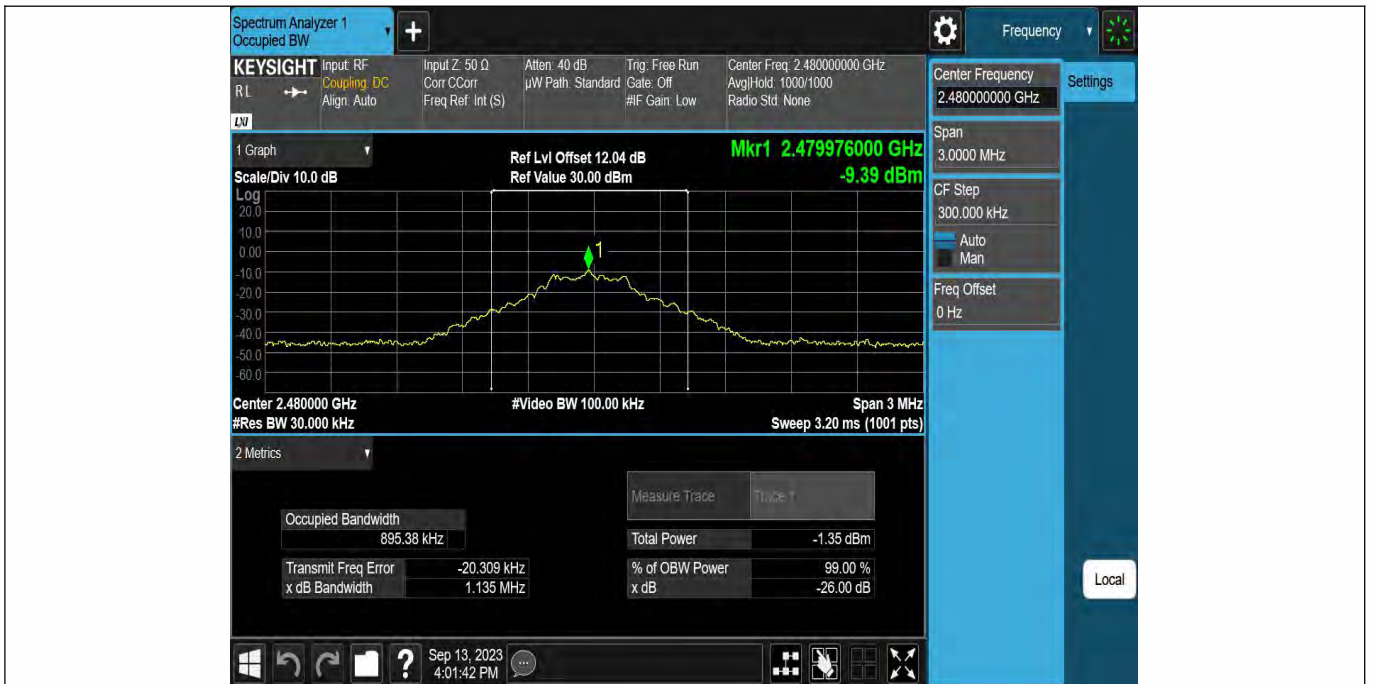 Spectrum Analyzer 1
Occupied BW
+
Frequency
KEYSIGHT
RL
LXI
Input: RF
Coupling: DC
Align: Auto
Input Z: 50 Ω
Corr CCorr
Freq Ref: Int (S)
Atten: 40 dB
µW Path: Standard
Trig: Free Run
Gate: Off
#IF Gain: Low
Center Freq: 2.480000000 GHz
Avg|Hold: 1000/1000
Radio Std: None
Center Frequency
2.480000000 GHz
Settings
Span
3.0000 MHz
CF Step
300.000 kHz
Auto
Man
Freq Offset
0 Hz
Local
1 Graph
Scale/Div 10.0 dB
Ref Lvl Offset 12.04 dB
Ref Value 30.00 dBm
Mkr1 2.479976000 GHz
-9.39 dBm
Log
20.0
10.0
0.00
-10.0
-20.0
-30.0
-40.0
-50.0
-60.0
1
Center 2.480000 GHz
#Video BW 100.00 kHz
Span 3 MHz
#Res BW 30.000 kHz
Sweep 3.20 ms (1001 pts)
2 Metrics
Measure Trace
Trace 1
Occupied Bandwidth
895.38 kHz
Total Power
-1.35 dBm
Transmit Freq Error
-20.309 kHz
% of OBW Power
99.00 %
x dB Bandwidth
1.135 MHz
x dB
-26.00 dB
?
Sep 13, 2023
4:01:42 PM